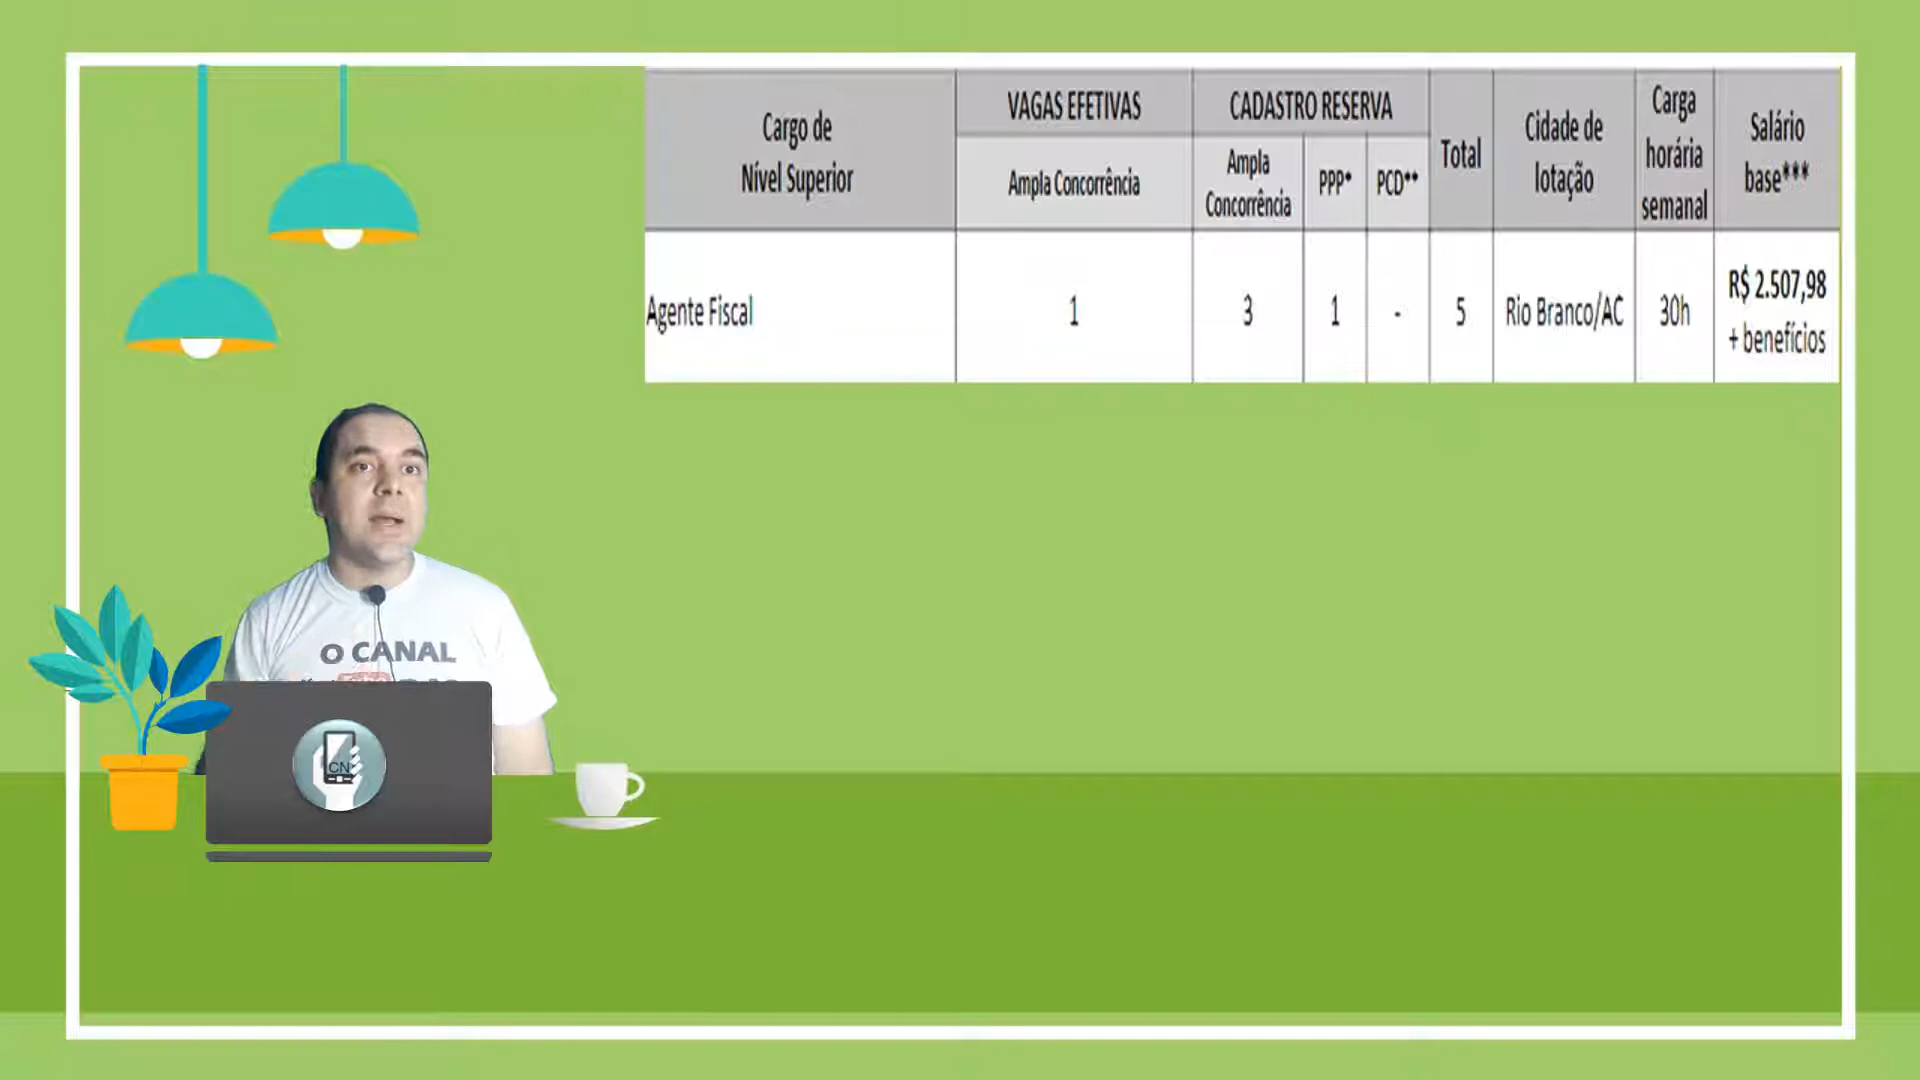 Cargo de
Nível Superior
VAGAS EFETIVAS
Ampla Concorrência
CADASTRO RESERVA
Ampla
Concorrência
PPP*
PCD**
Total
Cidade de
lotação
Carga
horária
semanal
Salário
base***
Agente Fiscal
1
3
1
-
5
Rio Branco/AC
30h
R$ 2.507,98
+ benefícios
O CANAL
CN